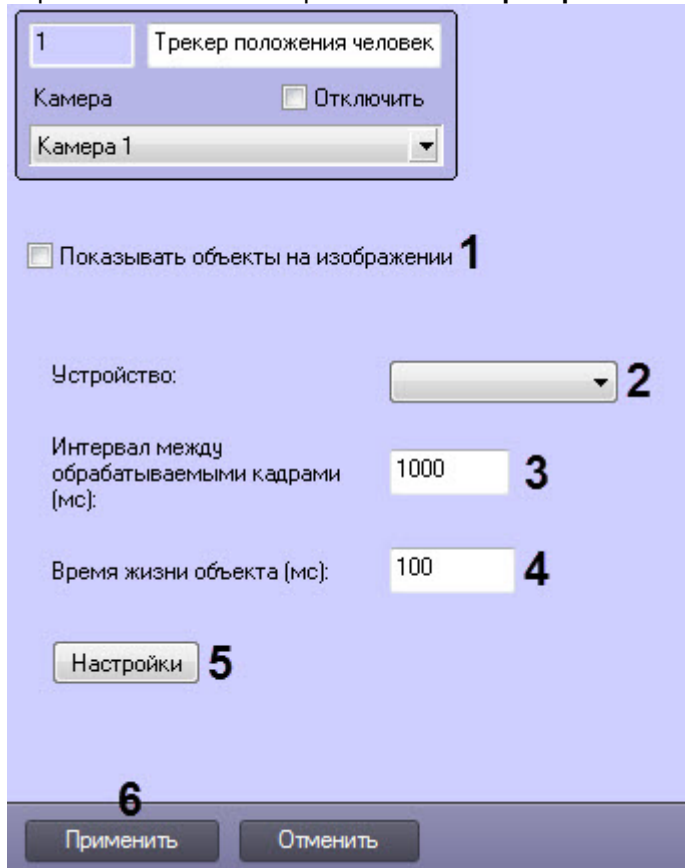 1 Трекер положения человек
Камера Отключить
Камера 1
Показывать объекты на изображении 1
Устройство: 2
Интервал между
обрабатываемыми кадрами 1000 3
(мс):
Время жизни объекта (мс): 100 4
Настройки 5
6
Применить Отменить